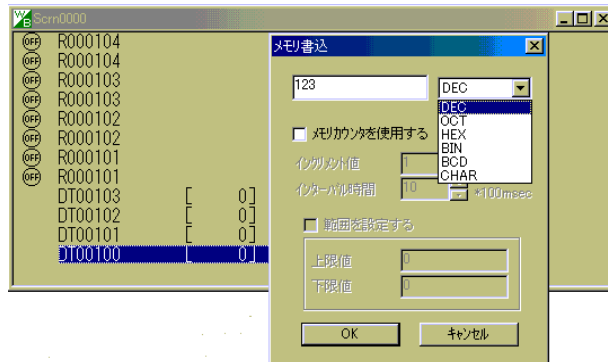 Scrn0000
OFF R000104
OFF R000104
OFF R000103
OFF R000103
OFF R000102
OFF R000102
OFF R000101
OFF R000101
DT00103 [ 0]
DT00102 [ 0]
DT00101 [ 0]
DT00100 [ 0]
メモリ書込
123
DEC
DEC
OCT
HEX
BIN
BCD
CHAR
メモリカウンタを使用する
インクリメント値 1
インターバル時間 10 *100msec
範囲を設定する
上限値 0
下限値 0
OK キャンセル